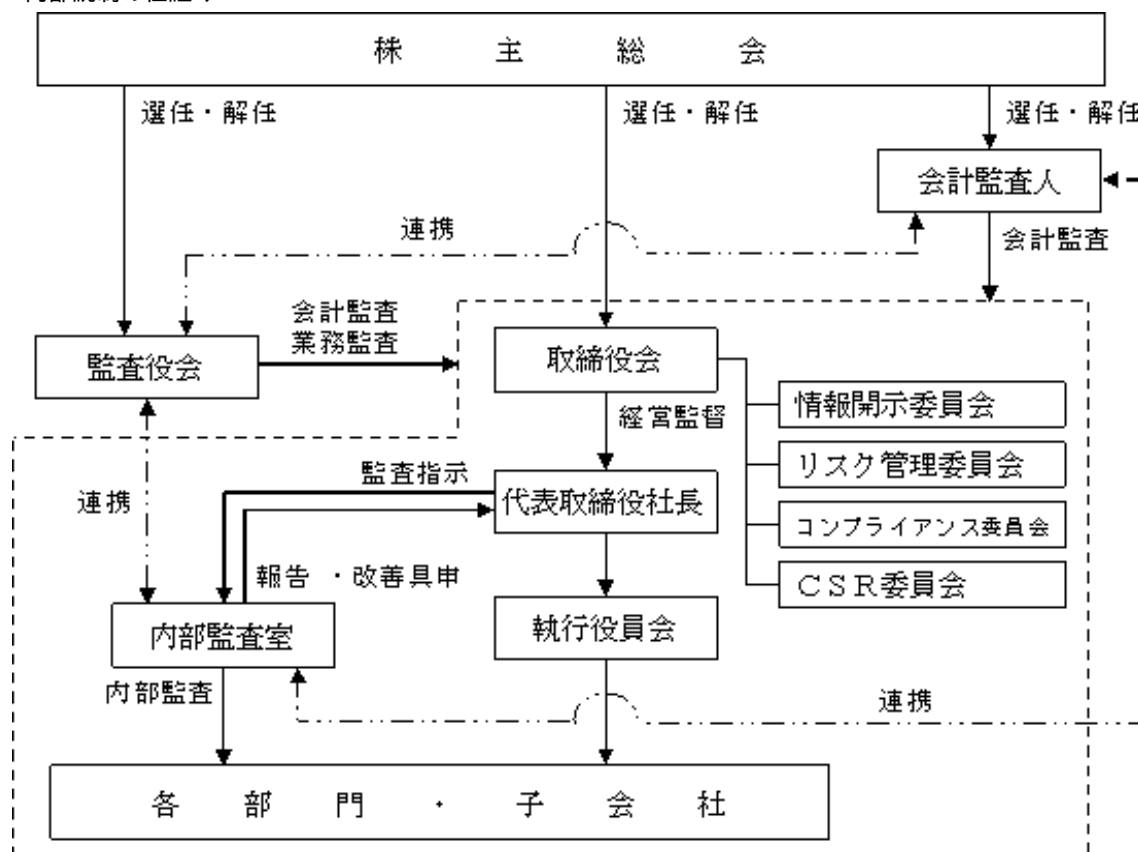 株主総会
選任・解任
選任・解任
選任・解任
会計監査人
連携
会計監査
会計監査
業務監査
監査役会
取締役会
情報開示委員会
経営監督
リスク管理委員会
監査指示
代表取締役社長
連携
コンプライアンス委員会
報告・改善具申
CSR委員会
内部監査室
執行役員会
内部監査
連携
各部門・子会社